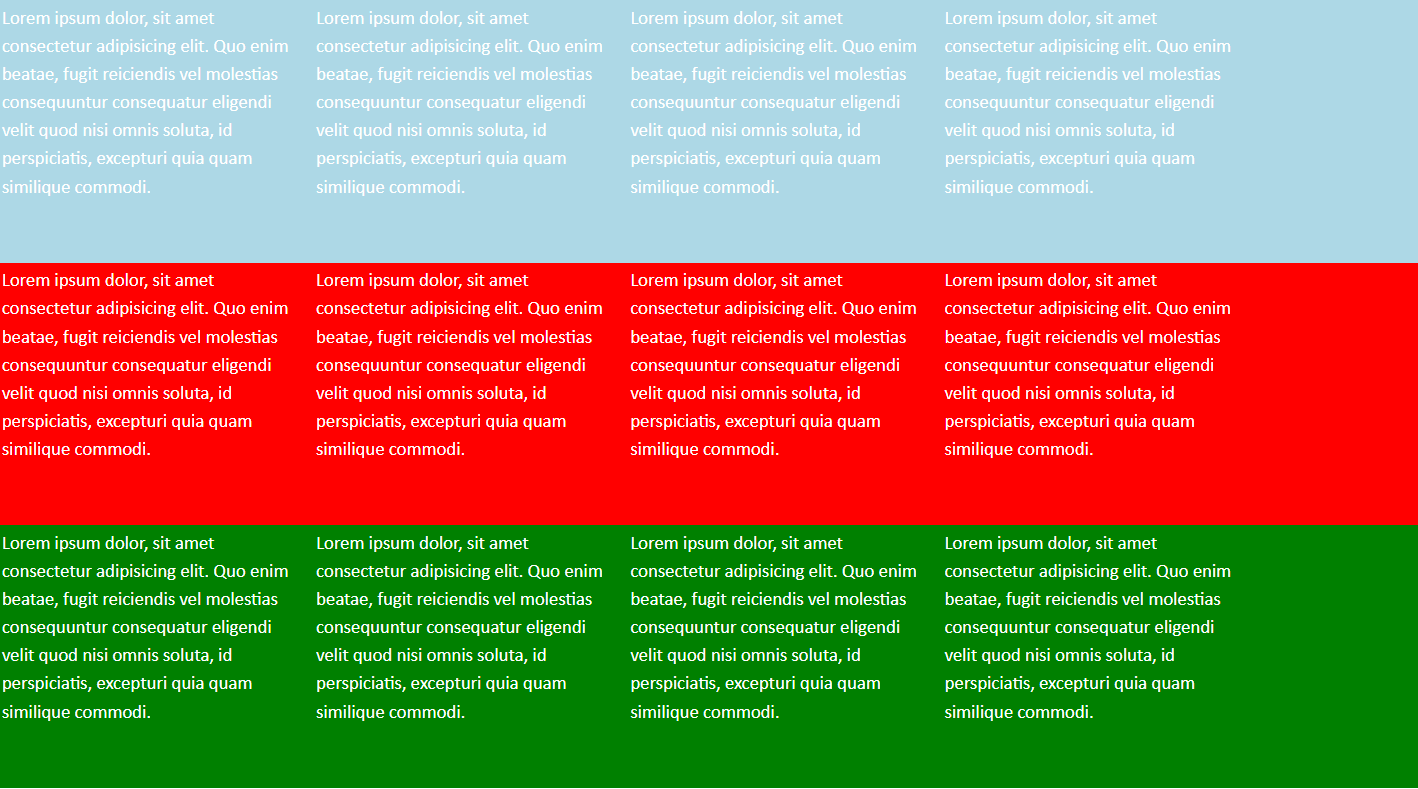 Lorem ipsum dolor, sit amet
consectetur adipisicing elit. Quo enim
beatae, fugit reiciendis vel molestias
consequuntur consequatur eligendi
velit quod nisi omnis soluta, id
perspiciatis, excepturi quia quam
similique commodi.
Lorem ipsum dolor, sit amet
consectetur adipisicing elit. Quo enim
beatae, fugit reiciendis vel molestias
consequuntur consequatur eligendi
velit quod nisi omnis soluta, id
perspiciatis, excepturi quia quam
similique commodi.
Lorem ipsum dolor, sit amet
consectetur adipisicing elit. Quo enim
beatae, fugit reiciendis vel molestias
consequuntur consequatur eligendi
velit quod nisi omnis soluta, id
perspiciatis, excepturi quia quam
similique commodi.
Lorem ipsum dolor, sit amet
consectetur adipisicing elit. Quo enim
beatae, fugit reiciendis vel molestias
consequuntur consequatur eligendi
velit quod nisi omnis soluta, id
perspiciatis, excepturi quia quam
similique commodi.
Lorem ipsum dolor, sit amet
consectetur adipisicing elit. Quo enim
beatae, fugit reiciendis vel molestias
consequuntur consequatur eligendi
velit quod nisi omnis soluta, id
perspiciatis, excepturi quia quam
similique commodi.
Lorem ipsum dolor, sit amet
consectetur adipisicing elit. Quo enim
beatae, fugit reiciendis vel molestias
consequuntur consequatur eligendi
velit quod nisi omnis soluta, id
perspiciatis, excepturi quia quam
similique commodi.
Lorem ipsum dolor, sit amet
consectetur adipisicing elit. Quo enim
beatae, fugit reiciendis vel molestias
consequuntur consequatur eligendi
velit quod nisi omnis soluta, id
perspiciatis, excepturi quia quam
similique commodi.
Lorem ipsum dolor, sit amet
consectetur adipisicing elit. Quo enim
beatae, fugit reiciendis vel molestias
consequuntur consequatur eligendi
velit quod nisi omnis soluta, id
perspiciatis, excepturi quia quam
similique commodi.
Lorem ipsum dolor, sit amet
consectetur adipisicing elit. Quo enim
beatae, fugit reiciendis vel molestias
consequuntur consequatur eligendi
velit quod nisi omnis soluta, id
perspiciatis, excepturi quia quam
similique commodi.
Lorem ipsum dolor, sit amet
consectetur adipisicing elit. Quo enim
beatae, fugit reiciendis vel molestias
consequuntur consequatur eligendi
velit quod nisi omnis soluta, id
perspiciatis, excepturi quia quam
similique commodi.
Lorem ipsum dolor, sit amet
consectetur adipisicing elit. Quo enim
beatae, fugit reiciendis vel molestias
consequuntur consequatur eligendi
velit quod nisi omnis soluta, id
perspiciatis, excepturi quia quam
similique commodi.
Lorem ipsum dolor, sit amet
consectetur adipisicing elit. Quo enim
beatae, fugit reiciendis vel molestias
consequuntur consequatur eligendi
velit quod nisi omnis soluta, id
perspiciatis, excepturi quia quam
similique commodi.